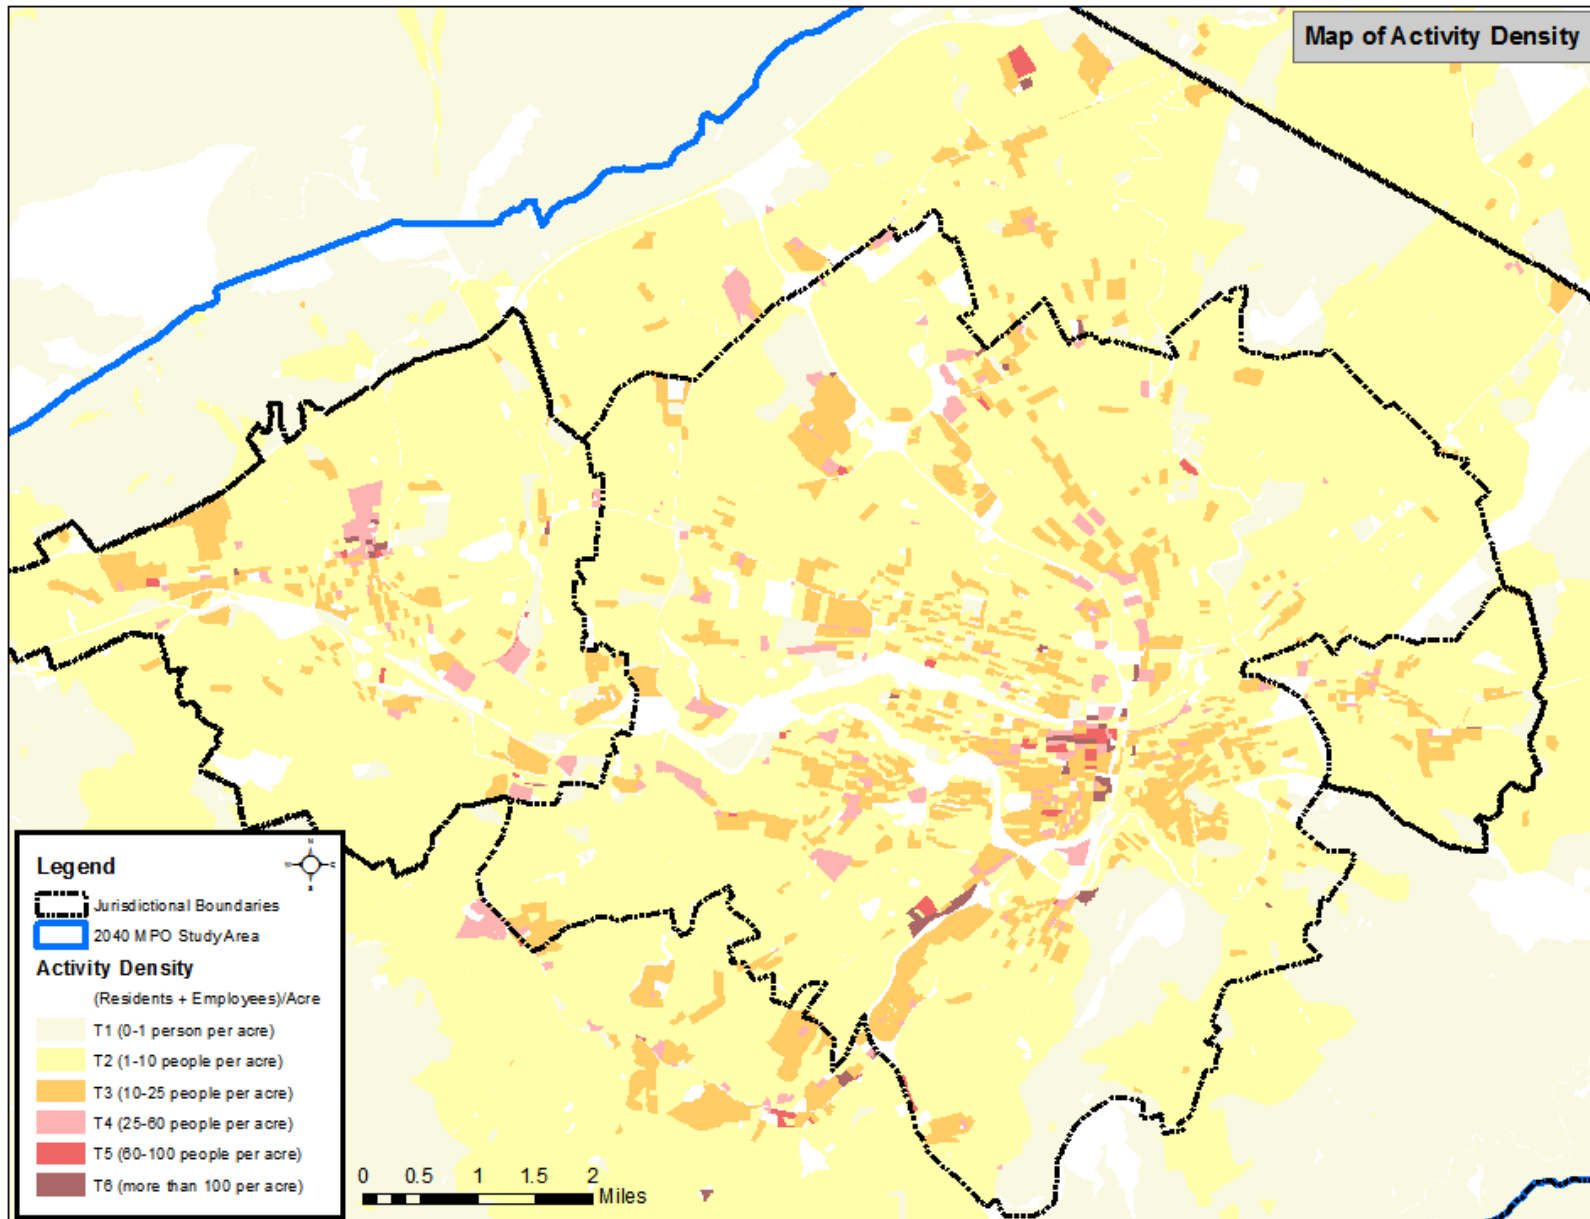 Map of Activity Density
Legend
N
Jurisdictional Boundaries
2040 MPO Study Area
Activity Density
(Residents + Employees)/Acre
T1 (0-1 person per acre)
T2 (1-10 people per acre)
T3 (10-25 people per acre)
T4 (25-60 people per acre)
T5 (60-100 people per acre)
T6 (more than 100 per acre)
0 0.5 1 1.5 2
Miles